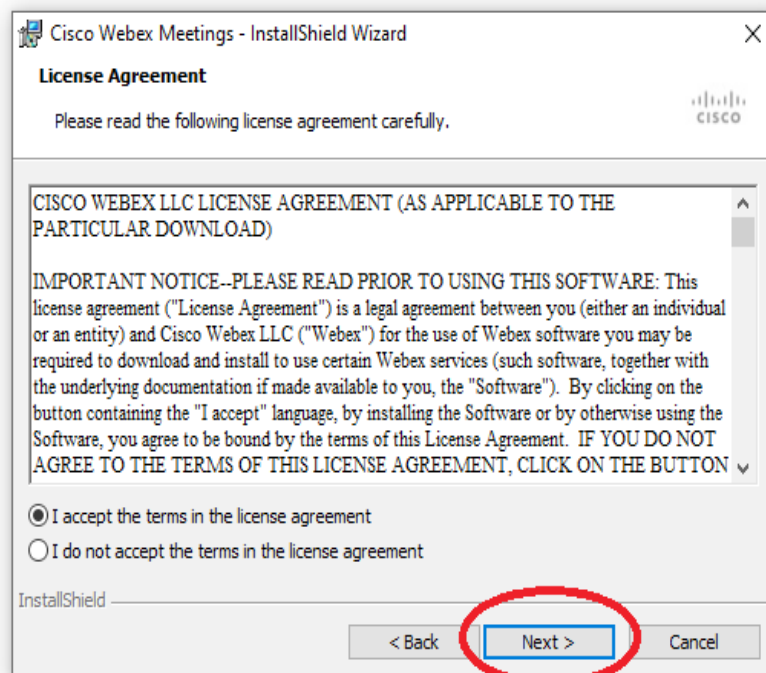 Cisco Webex Meetings - InstallShield Wizard
License Agreement
Please read the following license agreement carefully.
CISCO
CISCO WEBEX LLC LICENSE AGREEMENT (AS APPLICABLE TO THE
PARTICULAR DOWNLOAD)
IMPORTANT NOTICE--PLEASE READ PRIOR TO USING THIS SOFTWARE: This
license agreement ("License Agreement") is a legal agreement between you (either an individual
or an entity) and Cisco Webex LLC ("Webex") for the use of Webex software you may be
required to download and install to use certain Webex services (such software, together with
the underlying documentation if made available to you, the "Software"). By clicking on the
button containing the "I accept" language, by installing the Software or by otherwise using the
Software, you agree to be bound by the terms of this License Agreement. IF YOU DO NOT
AGREE TO THE TERMS OF THIS LICENSE AGREEMENT, CLICK ON THE BUTTON
I accept the terms in the license agreement
I do not accept the terms in the license agreement
InstallShield
< Back Next > Cancel